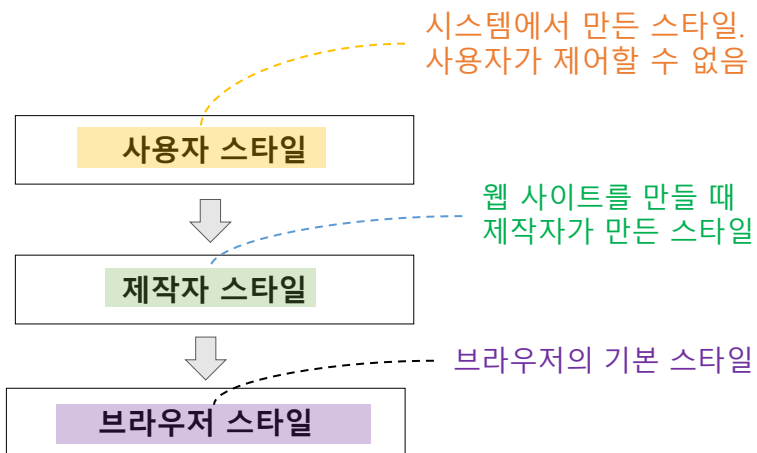 시스템에서 만든 스타일.
사용자가 제어할 수 없음
사용자 스타일
웹 사이트를 만들 때
제작자가 만든 스타일
제작자 스타일
브라우저의 기본 스타일
브라우저 스타일